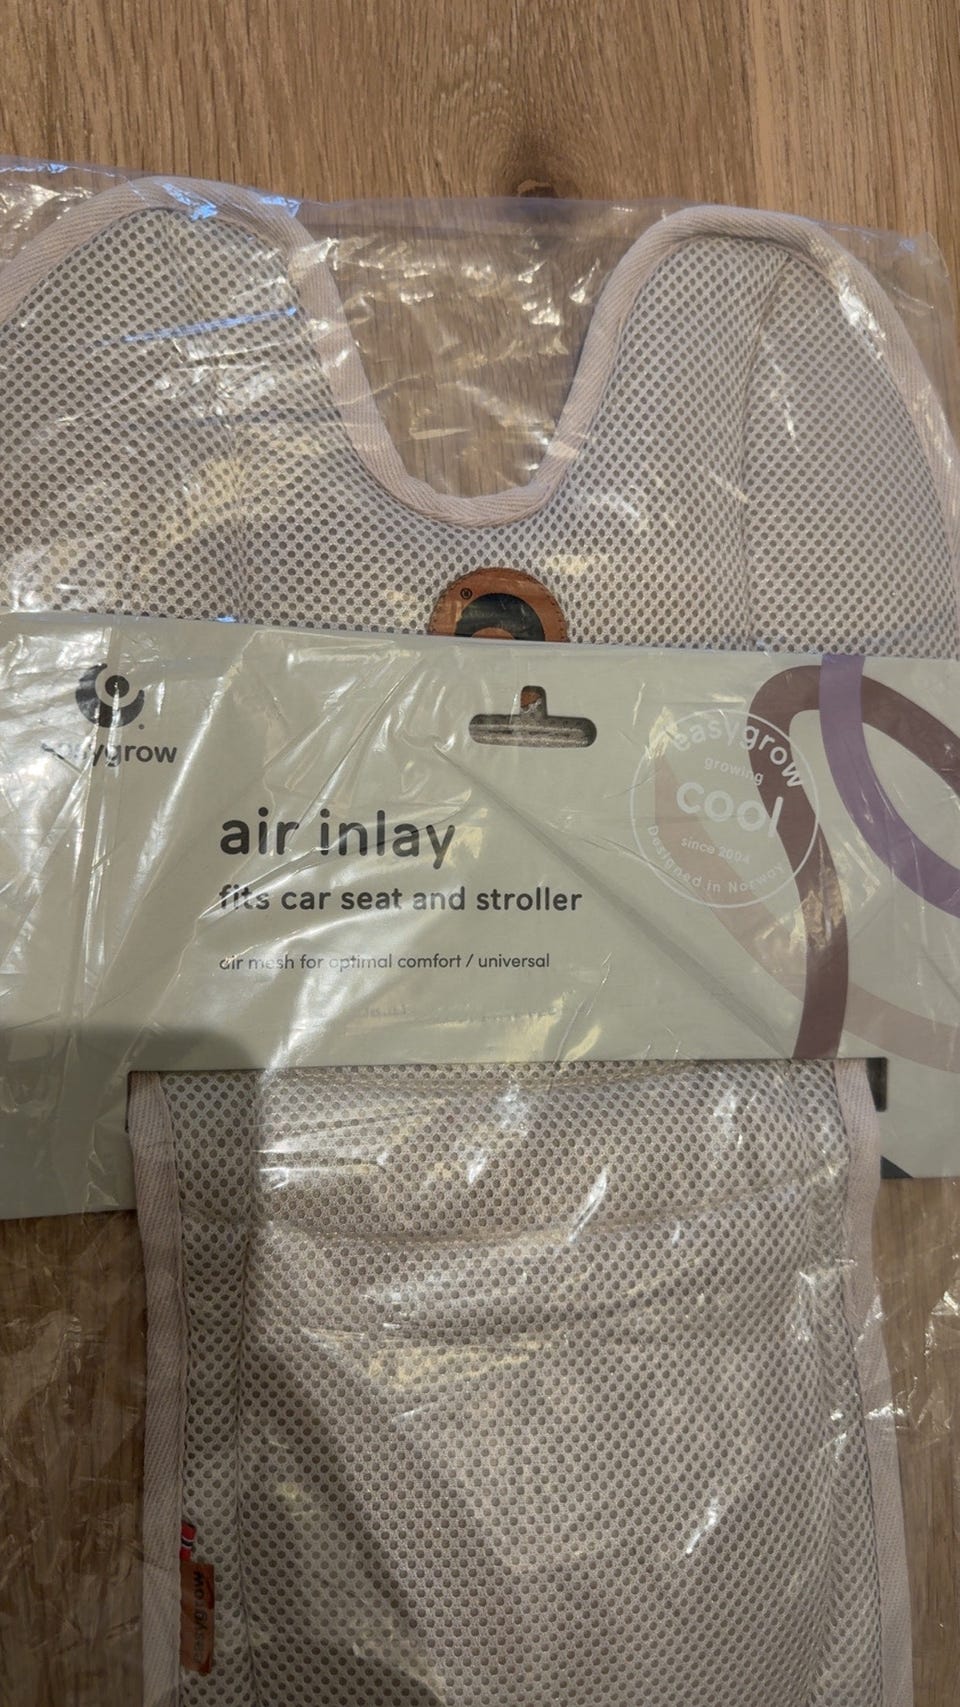 ®
easygrow
easygrow
growing
cool
since 2004
Designed in Norway
air inlay
fits car seat and stroller
air mesh for optimal comfort / universal
easygrow